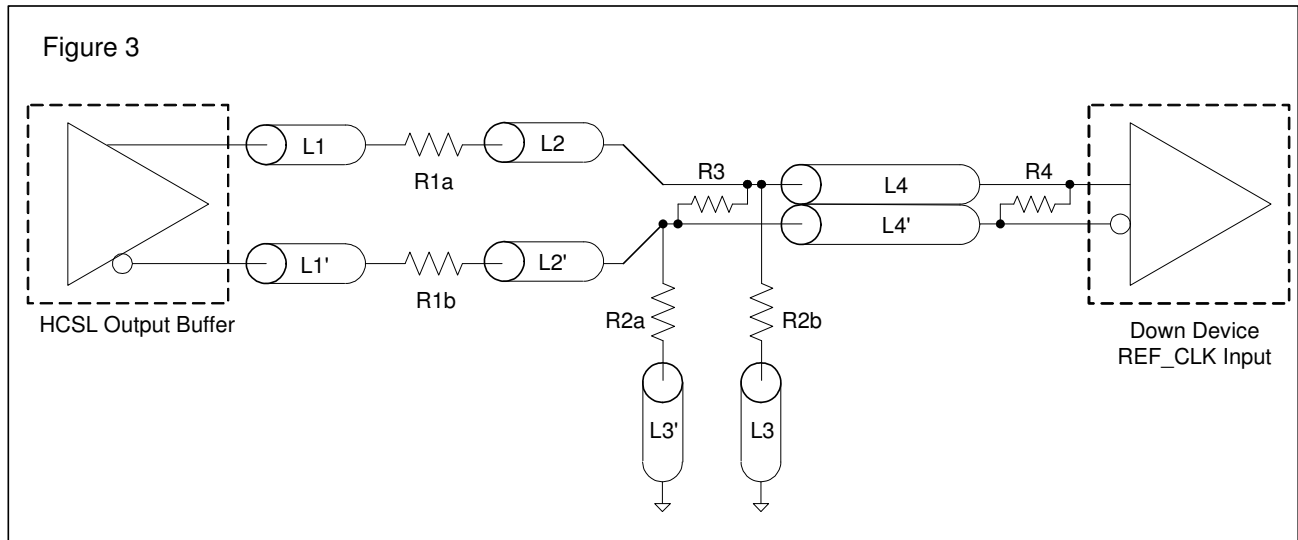 Figure 3
L1
R1a
L2
R3
L4
R4
L4'
L1'
R1b
L2'
HCSL Output Buffer
R2a
R2b
Down Device
REF_CLK Input
L3'
L3